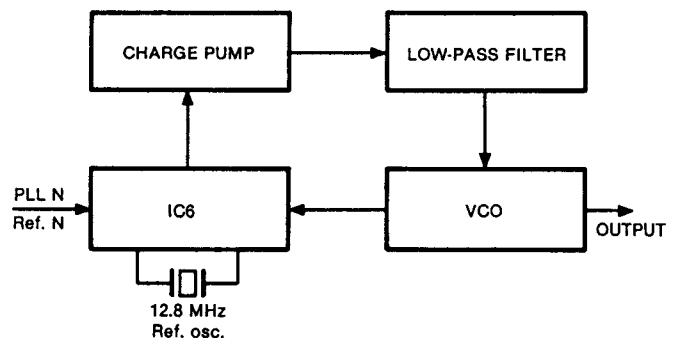 CHARGE PUMP
LOW-PASS FILTER
PLL N
Ref. N
IC6
VCO
OUTPUT
12.8 MHz
Ref. osc.